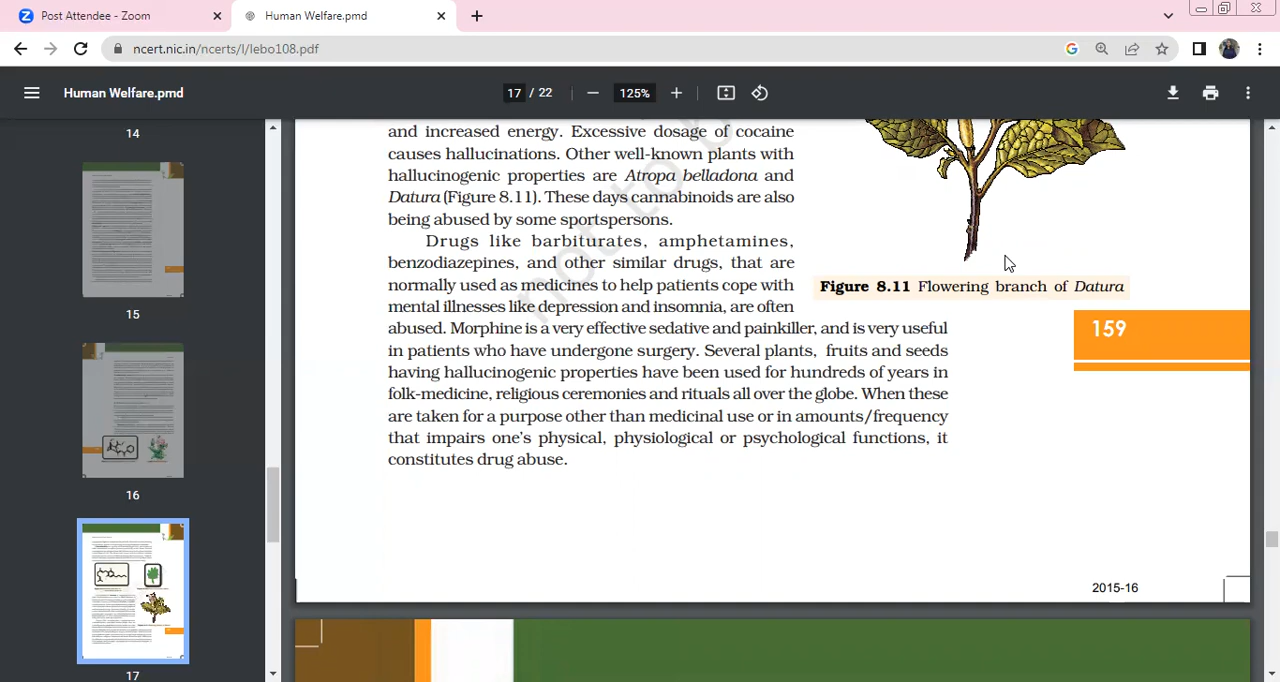 Post Attendee - Zoom
Human Welfare.pmd
ncert.nic.in/ncerts/l/lebo108.pdf
Human Welfare.pmd
17 / 22
125%
14
15
16
17
and increased energy. Excessive dosage of cocaine
causes hallucinations. Other well-known plants with
hallucinogenic properties are Atropa belladona and
Datura (Figure 8.11). These days cannabinoids are also
being abused by some sportspersons.
Drugs like barbiturates, amphetamines,
benzodiazepines, and other similar drugs, that are
normally used as medicines to help patients cope with
mental illnesses like depression and insomnia, are often
abused. Morphine is a very effective sedative and painkiller, and is very useful
in patients who have undergone surgery. Several plants, fruits and seeds
having hallucinogenic properties have been used for hundreds of years in
folk-medicine, religious ceremonies and rituals all over the globe. When these
are taken for a purpose other than medicinal use or in amounts/frequency
that impairs one's physical, physiological or psychological functions, it
constitutes drug abuse.
Figure 8.11 Flowering branch of Datura
159
not to b
2015-16